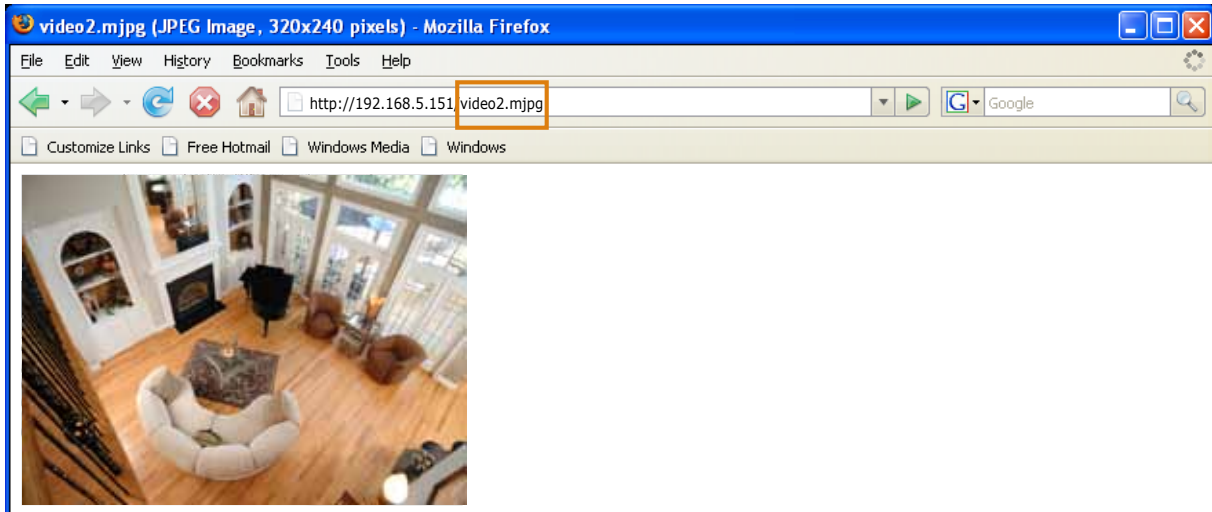 video2.mjpg (JPEG Image, 320x240 pixels) - Mozilla Firefox
File Edit View History Bookmarks Tools Help
http://192.168.5.151/video2.mjpg G Google
Customize Links Free Hotmail Windows Media Windows